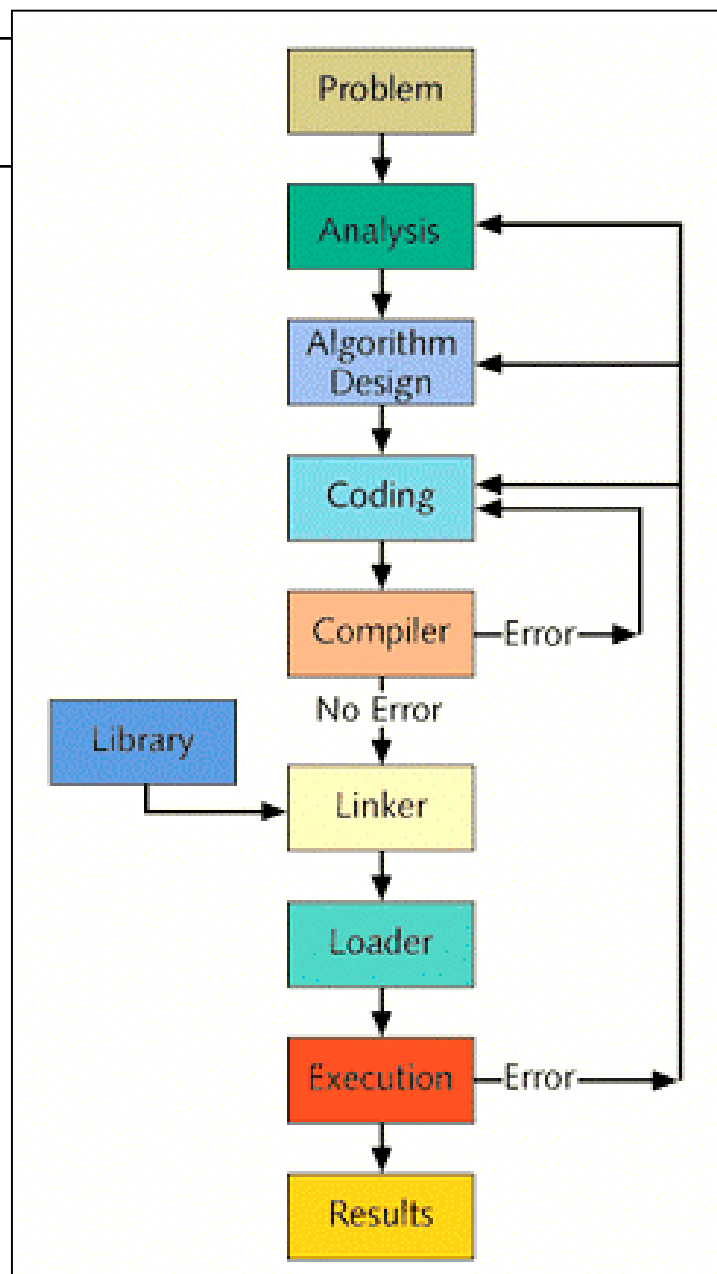 Problem
Analysis
Algorithm
Design
Coding
Compiler
Error
No Error
Library
Linker
Loader
Execution
Error
Results